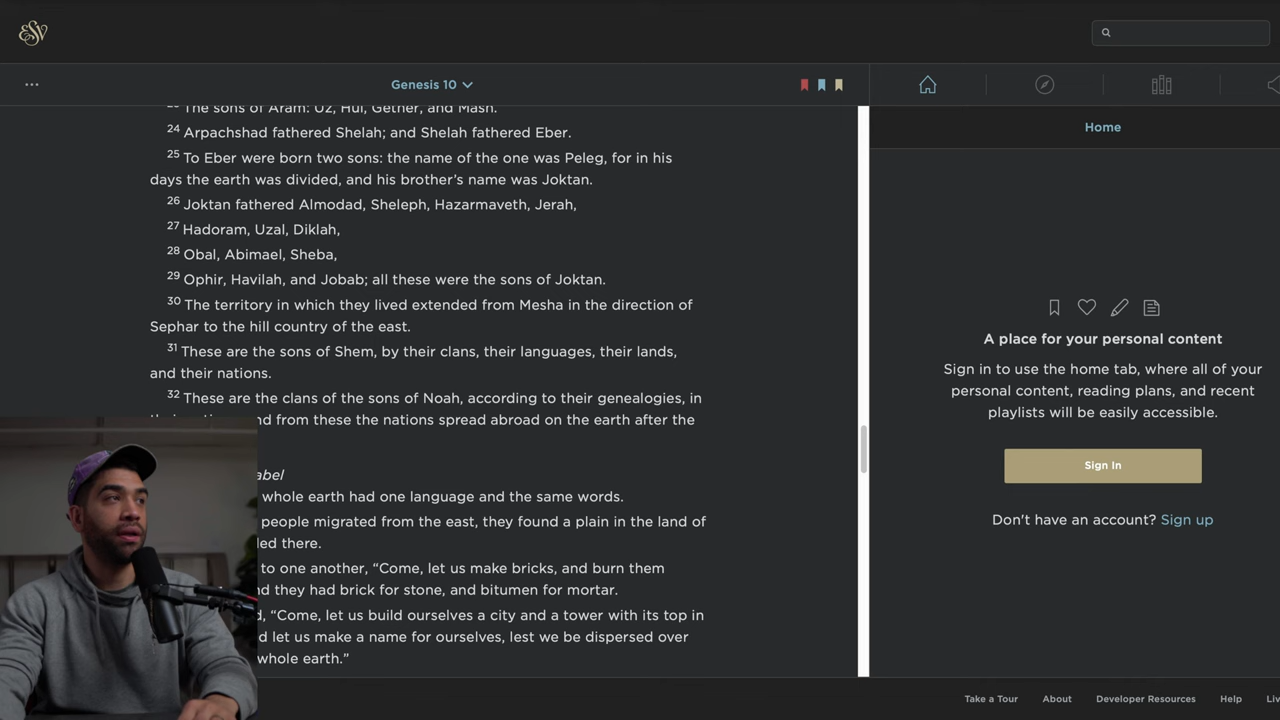 ESV
Genesis 10
The sons of Aram: Uz, Hul, Gether, and Mash.
24 Arpachshad fathered Shelah; and Shelah fathered Eber.
25 To Eber were born two sons: the name of the one was Peleg, for in his
days the earth was divided, and his brother’s name was Joktan.
26 Joktan fathered Almodad, Sheleph, Hazarmaveth, Jerah,
27 Hadoram, Uzal, Diklah,
28 Obal, Abimael, Sheba,
29 Ophir, Havilah, and Jobab; all these were the sons of Joktan.
30 The territory in which they lived extended from Mesha in the direction of
Sephar to the hill country of the east.
31 These are the sons of Shem, by their clans, their languages, their lands,
and their nations.
32 These are the clans of the sons of Noah, according to their genealogies, in
and from these the nations spread abroad on the earth after the
whole earth had one language and the same words.
people migrated from the east, they found a plain in the land of
there.
to one another, “Come, let us make bricks, and burn them
they had brick for stone, and bitumen for mortar.
“Come, let us build ourselves a city and a tower with its top in
let us make a name for ourselves, lest we be dispersed over
whole earth.”
Home
A place for your personal content
Sign in to use the home tab, where all of your
personal content, reading plans, and recent
playlists will be easily accessible.
Sign In
Don't have an account? Sign up
Take a Tour
About
Developer Resources
Help